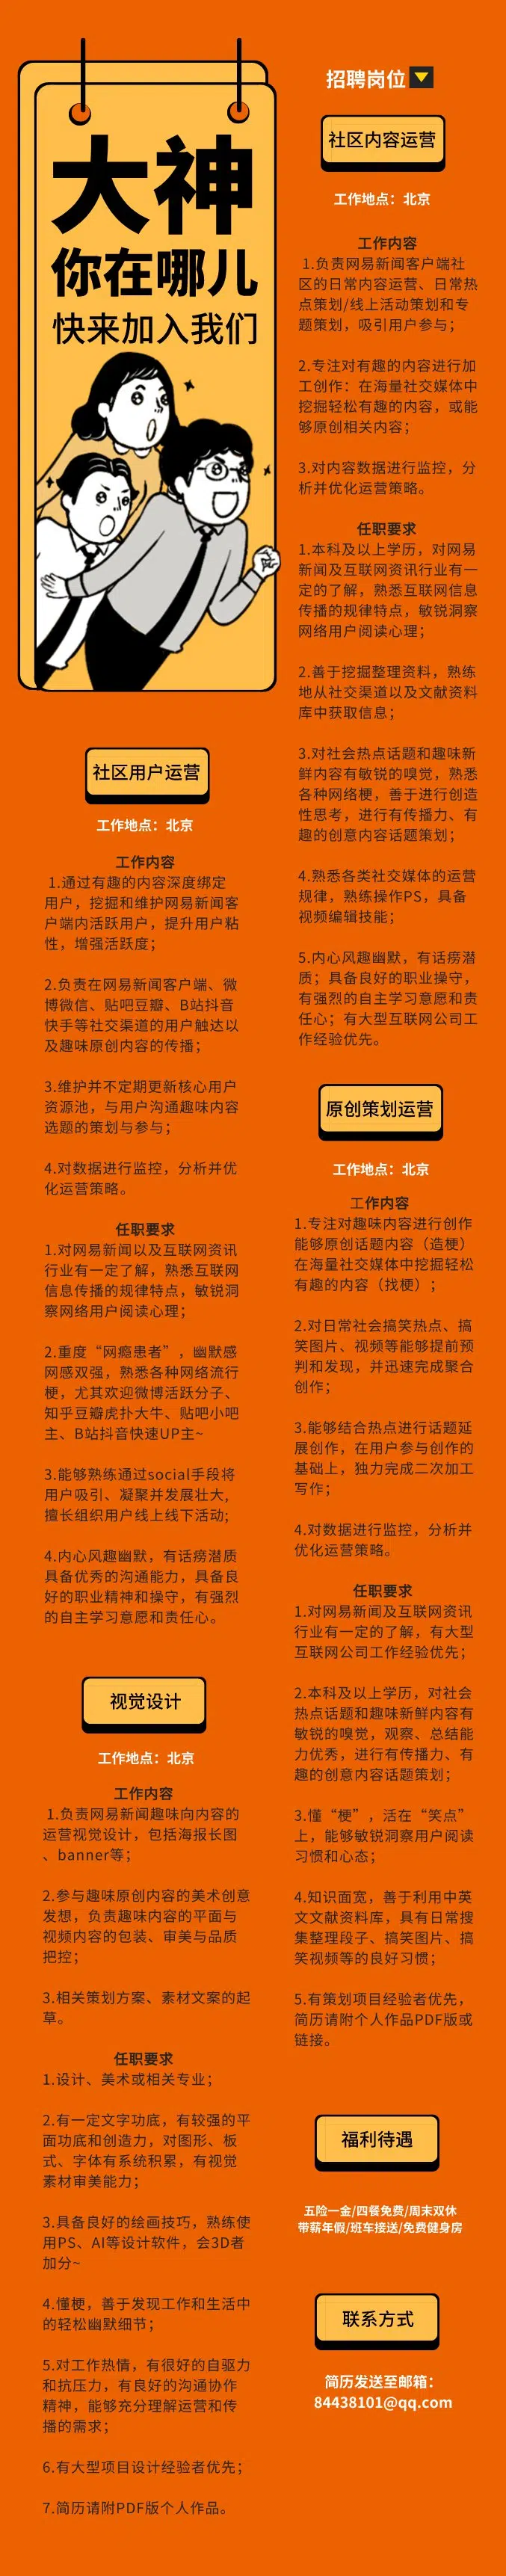 大神
你在哪儿
快来加入我们
招聘岗位
社区内容运营
工作地点：北京
工作内容
1.负责网易新闻客户端社
区的日常内容运营、日常热
点策划/线上活动策划和专
题策划，吸引用户参与；
2.专注对有趣的内容进行加
工创作：在海量社交媒体中
挖掘轻松有趣的内容，或能
够原创相关内容；
3.对内容数据进行监控，分
析并优化运营策略。
任职要求
1.本科及以上学历，对网易
新闻及互联网资讯行业有一
定的了解，熟悉互联网信息
传播的规律特点，敏锐洞察
网络用户阅读心理；
2.善于挖掘整理资料，熟练
地从社交渠道以及文献资料
库中获取信息；
3.对社会热点话题和趣味新
鲜内容有敏锐的嗅觉，熟悉
各种网络梗，善于进行创造
性思考，进行有传播力、有
趣的创意内容话题策划；
4.熟悉各类社交媒体的运营
规律，熟练操作PS，具备
视频编辑技能；
5.内心风趣幽默，有话痨潜
质；具备良好的职业操守，
有强烈的自主学习意愿和责
任心；有大型互联网公司工
作经验优先。
社区用户运营
工作地点：北京
工作内容
1.通过有趣的内容深度绑定
用户，挖掘和维护网易新闻客
户端内活跃用户，提升用户粘
性，增强活跃度；
2.负责在网易新闻客户端、微
博微信、贴吧豆瓣、B站抖音
快手等社交渠道的用户触达以
及趣味原创内容的传播；
3.维护并不定期更新核心用户
资源池，与用户沟通趣味内容
选题的策划与参与；
4.对数据进行监控，分析并优
化运营策略。
任职要求
1.对网易新闻以及互联网资讯
行业有一定了解，熟悉互联网
信息传播的规律特点，敏锐洞
察网络用户阅读心理；
2.重度“网瘾患者”，幽默感
网感双强，熟悉各种网络流行
梗，尤其欢迎微博活跃分子、
知乎豆瓣虎扑大牛、贴吧小吧
主、B站抖音快速UP主~
3.能够熟练通过social手段将
用户吸引、凝聚并发展壮大，
擅长组织用户线上线下活动；
4.内心风趣幽默，有话痨潜质
具备优秀的沟通能力，具备良
好的职业精神和操守，有强烈
的自主学习意愿和责任心。
原创策划运营
工作地点：北京
工作内容
1.专注对趣味内容进行创作
能够原创话题内容（造梗）
在海量社交媒体中挖掘轻松
有趣的内容（找梗）；
2.对日常社会搞笑热点、搞
笑图片、视频等能够提前预
判和发现，并迅速完成聚合
创作；
3.能够结合热点进行话题延
展创作，在用户参与创作的
基础上，独力完成二次加工
写作；
4.对数据进行监控，分析并
优化运营策略。
任职要求
1.对网易新闻及互联网资讯
行业有一定的了解，有大型
互联网公司工作经验优先；
2.本科及以上学历，对社会
热点话题和趣味新鲜内容有
敏锐的嗅觉，观察、总结能
力优秀，进行有传播力、有
趣的创意内容话题策划；
3.懂“梗”，活在“笑点”
上，能够敏锐洞察用户阅读
习惯和心态；
4.知识面宽，善于利用中英
文文献资料库，具有日常搜
集整理段子、搞笑图片、搞
笑视频等的良好习惯；
5.有策划项目经验者优先，
简历请附个人作品PDF版或
链接。
视觉设计
工作地点：北京
工作内容
1.负责网易新闻趣味向内容的
运营视觉设计，包括海报长图
、banner等；
2.参与趣味原创内容的美术创意
发想，负责趣味内容的平面与
视频内容的包装、审美与品质
把控；
3.相关策划方案、素材文案的起
草。
任职要求
1.设计、美术或相关专业；
2.有一定文字功底，有较强的平
面功底和创造力，对图形、板
式、字体有系统积累，有视觉
素材审美能力；
3.具备良好的绘画技巧，熟练使
用PS、AI等设计软件，会3D者
加分~
4.懂梗，善于发现工作和生活中
的轻松幽默细节；
5.对工作热情，有很好的自驱力
和抗压力，有良好的沟通协作
精神，能够充分理解运营和传
播的需求；
6.有大型项目设计经验者优先；
7.简历请附PDF版个人作品。
福利待遇
五险一金/四餐免费/周末双休
带薪年假/班车接送/免费健身房
联系方式
简历发送至邮箱：
84438101@qq.com